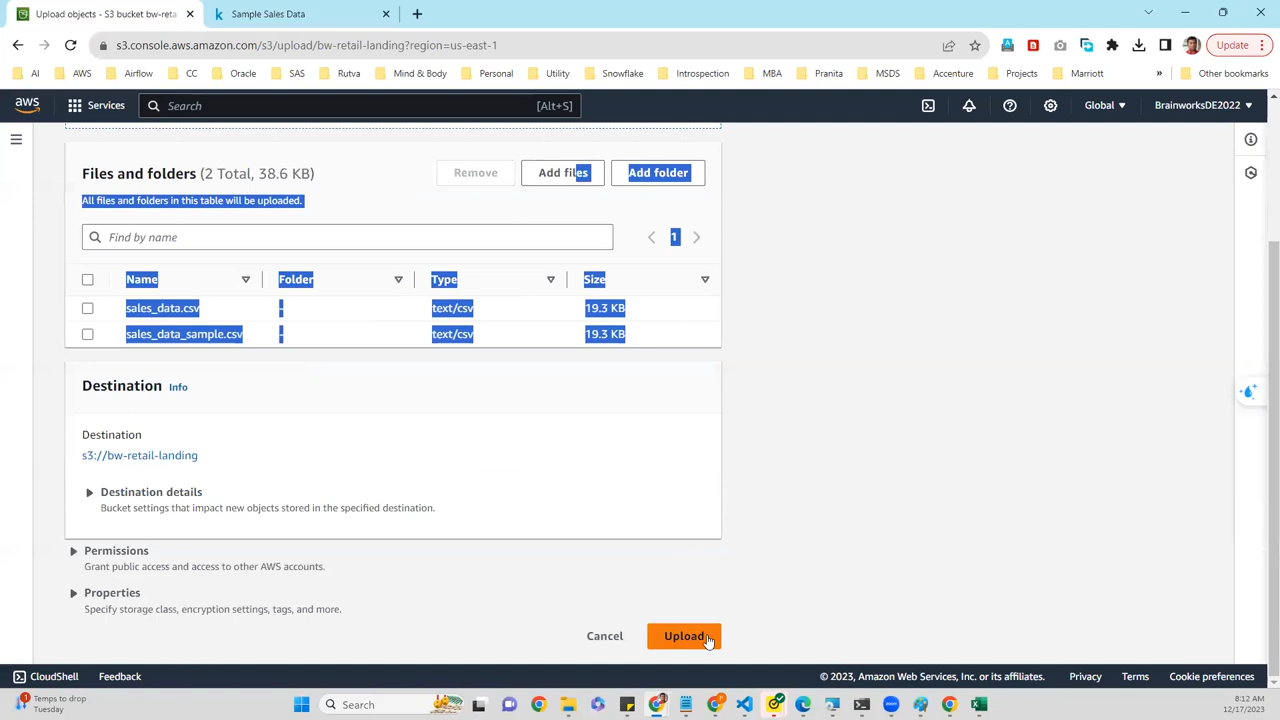 Upload objects - S3 bucket bw-reta
Sample Sales Data
s3.console.aws.amazon.com/s3/upload/bw-retail-landing?region=us-east-1
Update
AI AWS Airflow CC Oracle SAS Rutva Mind & Body Personal Utility Snowflake Introspection MBA Pranita MSDS Accenture Projects Marriott » Other bookmarks
aws Services Search [Alt+S] Global BrainworksDE2022
Files and folders (2 Total, 38.6 KB) Remove Add files Add folder
All files and folders in this table will be uploaded.
Find by name 1
Name Folder Type Size
sales_data.csv - text/csv 19.3 KB
sales_data_sample.csv - text/csv 19.3 KB
Destination Info
Destination
s3://bw-retail-landing
Destination details
Bucket settings that impact new objects stored in the specified destination.
Permissions
Grant public access and access to other AWS accounts.
Properties
Specify storage class, encryption settings, tags, and more.
Cancel Upload
CloudShell Feedback © 2023, Amazon Web Services, Inc. or its affiliates. Privacy Terms Cookie preferences
Temps to drop
Tuesday
Search
8:12 AM
12/17/2023